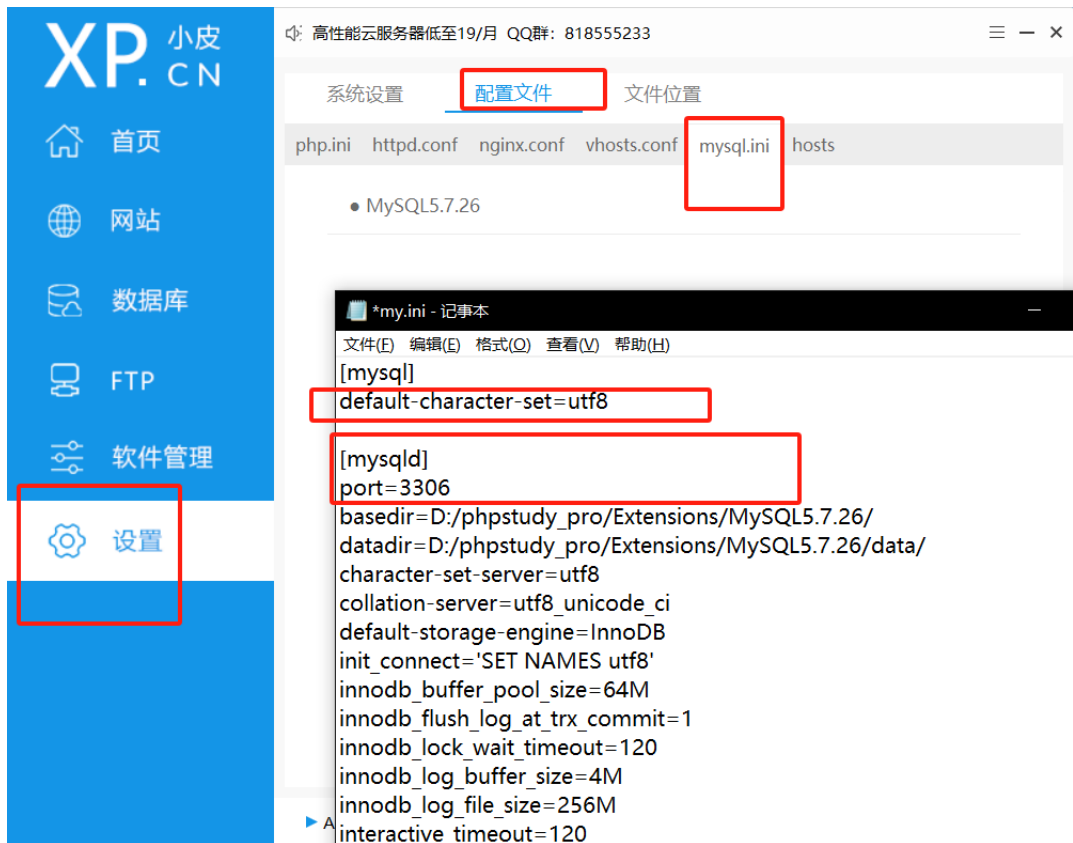 XP.CN 小皮
高性能云服务器低至19/月 QQ群：818555233
系统设置 配置文件 文件位置
php.ini httpd.conf nginx.conf vhosts.conf mysql.ini hosts
● MySQL5.7.26
首页
网站
数据库
FTP
软件管理
设置
*my.ini - 记事本
文件(F) 编辑(E) 格式(O) 查看(V) 帮助(H)
[mysql]
default-character-set=utf8
[mysqld]
port=3306
basedir=D:/phpstudy_pro/Extensions/MySQL5.7.26/
datadir=D:/phpstudy_pro/Extensions/MySQL5.7.26/data/
character-set-server=utf8
collation-server=utf8_unicode_ci
default-storage-engine=InnoDB
init_connect='SET NAMES utf8'
innodb_buffer_pool_size=64M
innodb_flush_log_at_trx_commit=1
innodb_lock_wait_timeout=120
innodb_log_buffer_size=4M
innodb_log_file_size=256M
interactive_timeout=120